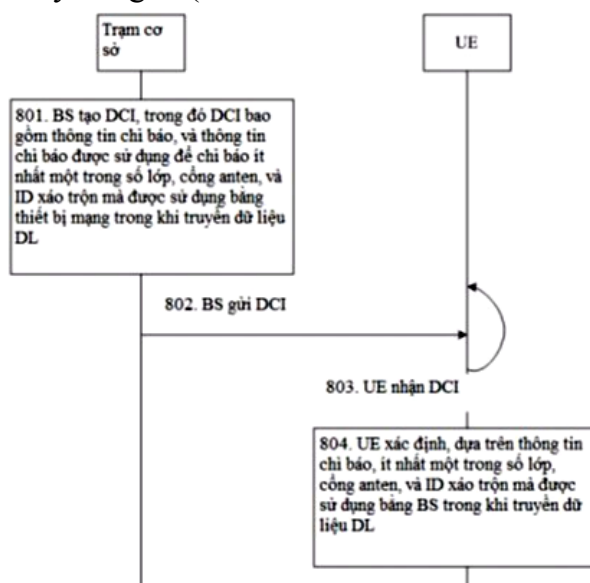 Trạm cơ
sở
UE
801. BS tạo DCI, trong đó DCI bao
gồm thông tin chỉ báo, và thông tin
chỉ báo được sử dụng để chỉ báo ít
nhất một trong số lớp, cổng anten, và
ID xáo trộn mà được sử dụng bằng
thiết bị mạng trong khi truyền dữ liệu
DL
802. BS gửi DCI
803. UE nhận DCI
804. UE xác định, dựa trên thông tin
chỉ báo, ít nhất một trong số lớp,
cổng anten, và ID xáo trộn mà được
sử dụng bằng BS trong khi truyền dữ
liệu DL